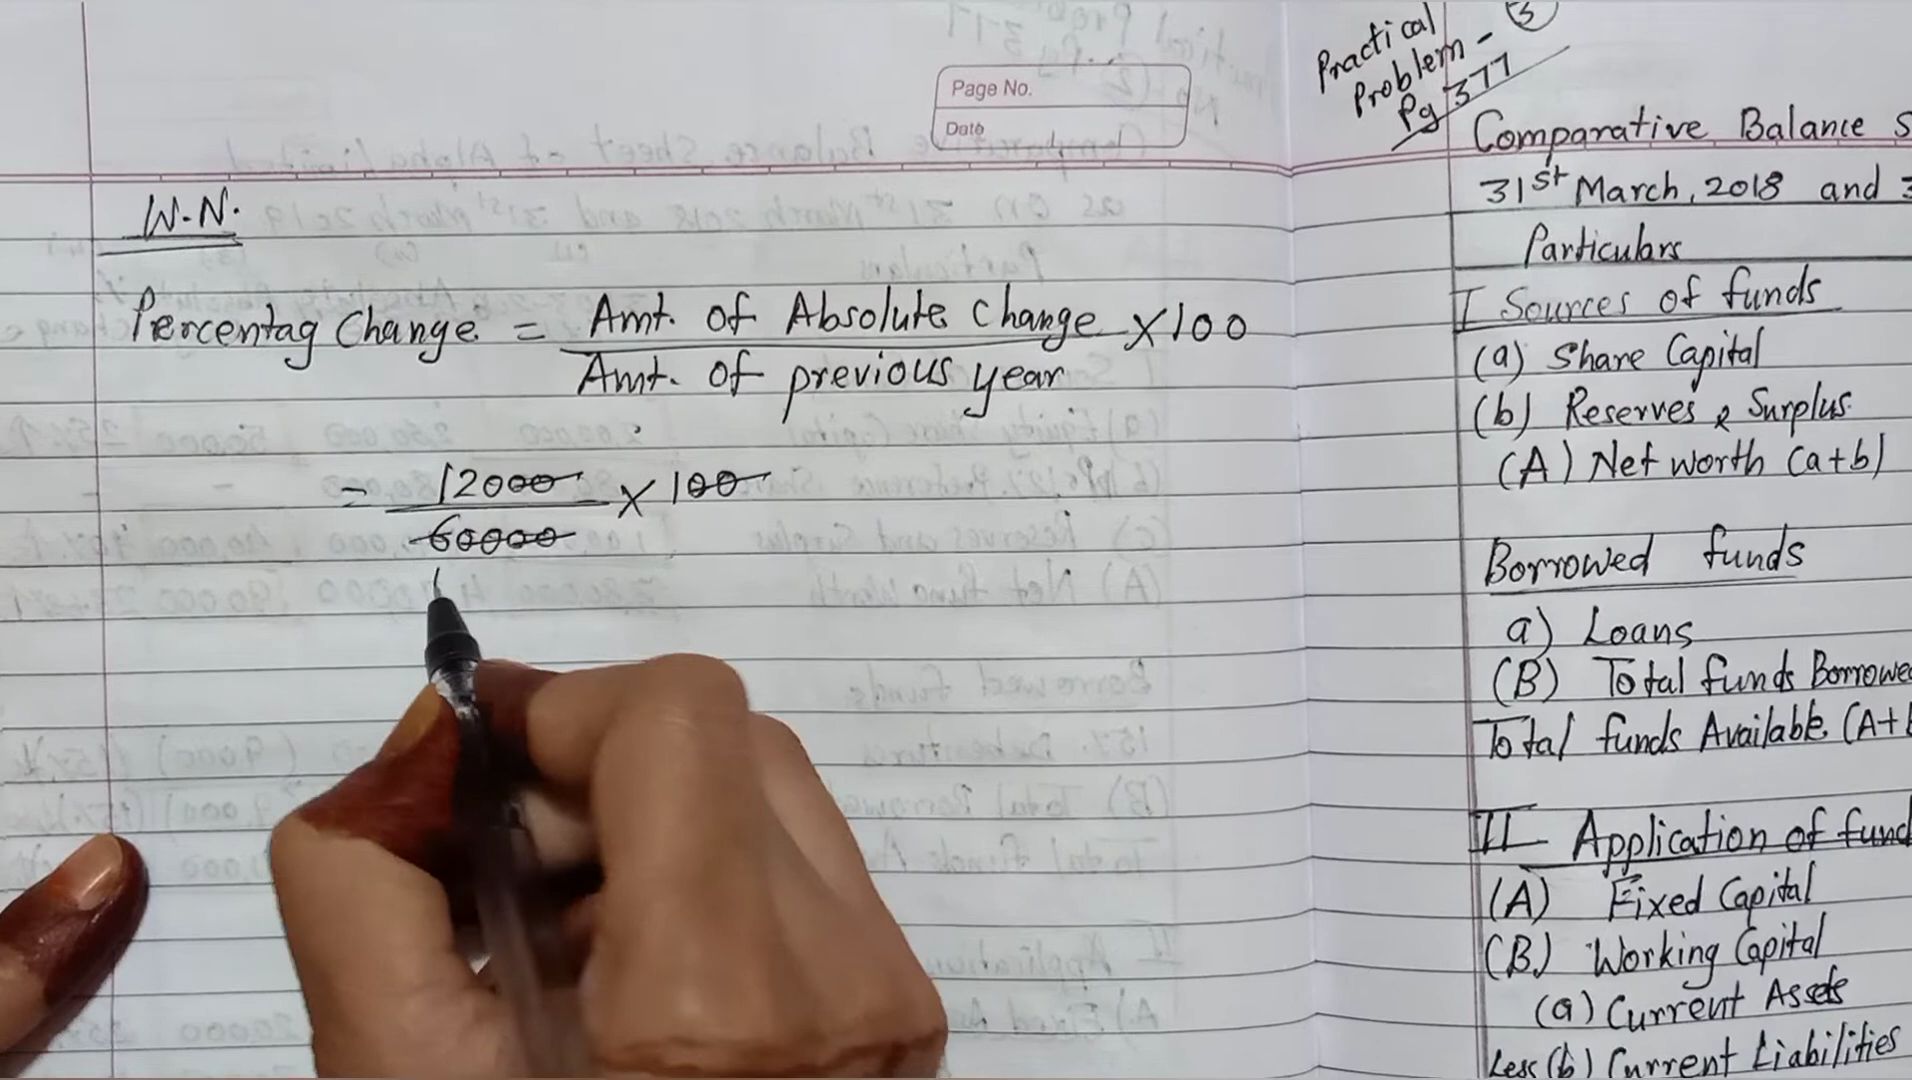 Page No.
Date
W.N.
Percentag Change = Amt. of Absolute Change × 100
Amt. of previous year
= 12000 × 100
60000
1
Practical
Problem - 3
Pg 377
Comparative Balance S
31st March, 2018 and 3
Particulars
I Sources of funds
(a) Share Capital
(b) Reserves & Surplus
(A) Net worth (a+b)
Borrowed funds
a) Loans
(B) Total funds Borrowe
Total funds Available (A+B
II Application of fund
(A) Fixed Capital
(B) Working Capital
(a) Current Assets
Less (b) Current Liabilities